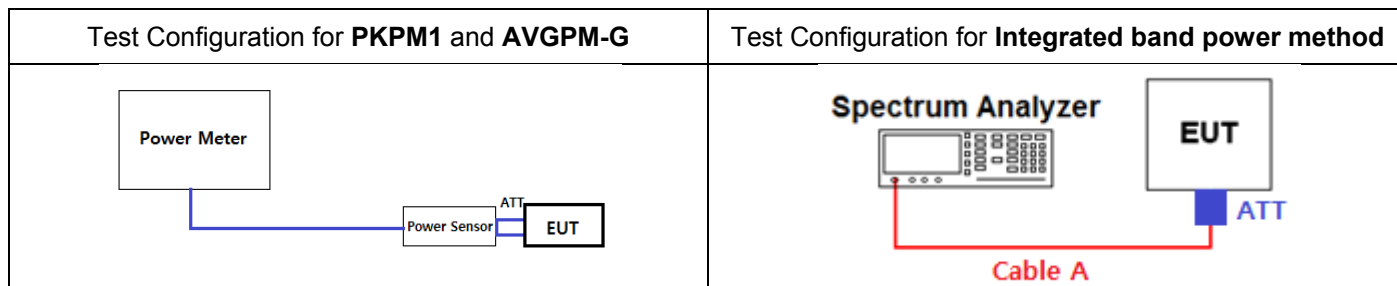 Test Configuration for PKPM1 and AVGPM-G
Test Configuration for Integrated band power method
Power Meter
ATT
Power Sensor
EUT
Spectrum Analyzer
EUT
ATT
Cable A